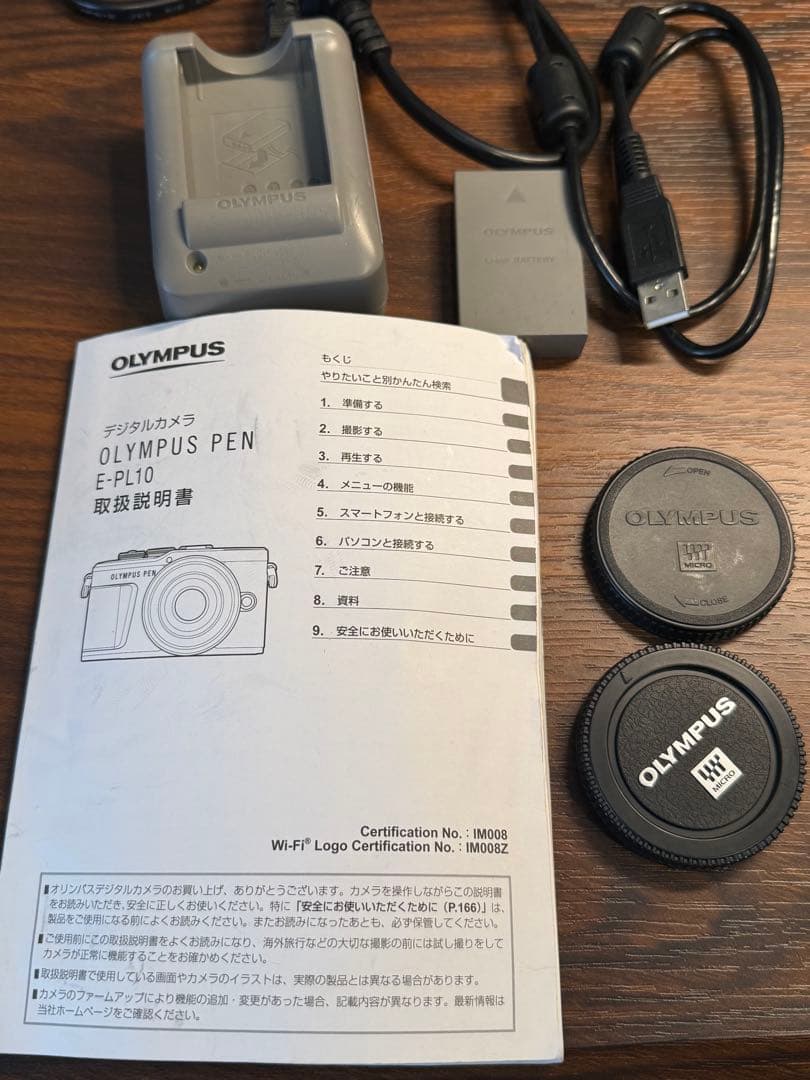 OLYMPUS
OLYMPUS
Li-ion BATTERY
OLYMPUS
デジタルカメラ
OLYMPUS PEN
E-PL10
取扱説明書
OLYMPUS PEN
もくじ
やりたいこと別かんたん検索
1. 準備する
2. 撮影する
3. 再生する
4. メニューの機能
5. スマートフォンと接続する
6. パソコンと接続する
7. ご注意
8. 資料
9. 安全にお使いいただくために
Certification No. : IM008
Wi-Fi® Logo Certification No. : IM008Z
■オリンパスデジタルカメラのお買い上げ、ありがとうございます。カメラを操作しながらこの説明書
をお読みいただき、安全に正しくお使いください。特に「安全にお使いいただくために（P.166）」は、
製品をご使用になる前によくお読みください。またお読みになったあとも、必ず保管してください。
■ご使用前にこの取扱説明書をよくお読みになり、海外旅行などの大切な撮影の前には試し撮りをして
カメラが正常に機能することをお確かめください。
■取扱説明書で使用している画面やカメラのイラストは、実際の製品とは異なる場合があります。
■カメラのファームアップにより機能の追加・変更があった場合、記載内容が異なります。最新情報は
当社ホームページをご確認ください。
OPEN
OLYMPUS
MICRO
CLOSE
OLYMPUS
MICRO